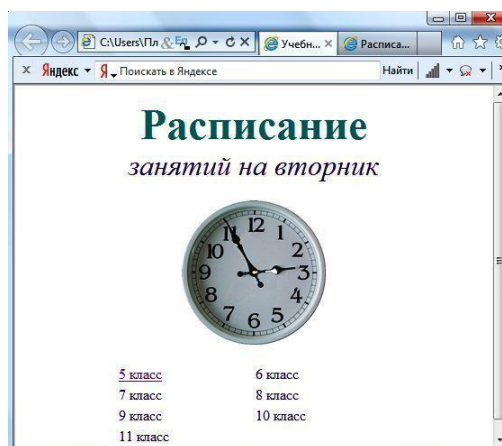 C:\Users\Пл
Учебн...
Расписа...
Яндекс
Я
Поискать в Яндексе
Найти
Расписание
занятий на вторник
12
1
2
3
4
5
6
7
8
9
10
11
5 класс 6 класс
7 класс 8 класс
9 класс 10 класс
11 класс